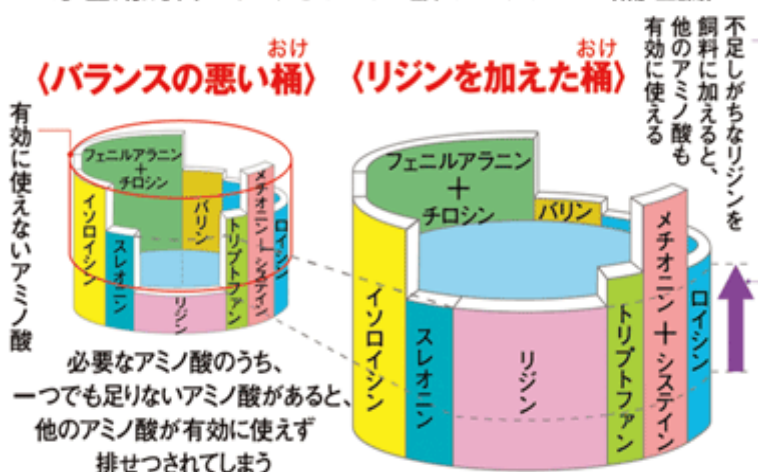 〈バランスの悪い桶〉
おけ
〈リジンを加えた桶〉
おけ
不足しがちなリジンを
飼料に加えると、
他のアミノ酸も
有効に使える
有効に使えないアミノ酸
フェニルアラニン
＋
チロシン
バリン
イソロイシン
スレオニン
リジン
トリプトファン
メチオニン＋システイン
ロイシン
フェニルアラニン
＋
チロシン
バリン
イソロイシン
スレオニン
リジン
トリプトファン
メチオニン＋システイン
ロイシン
必要なアミノ酸のうち、
一つでも足りないアミノ酸があると、
他のアミノ酸が有効に使えず
排せつされてしまう